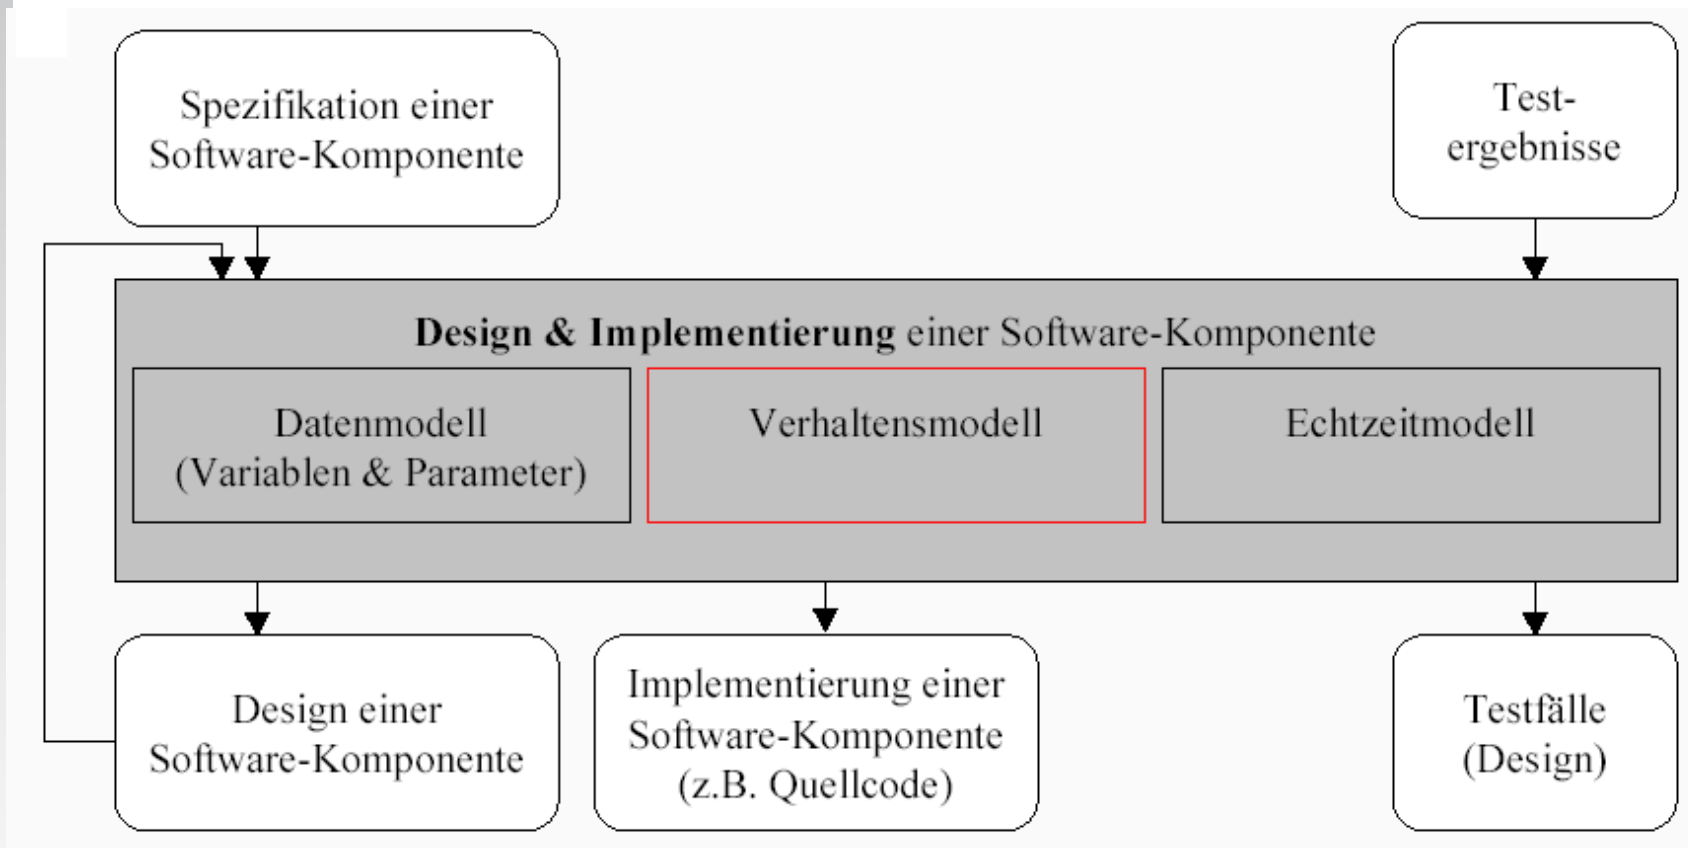 Spezifikation einer
Software-Komponente
Test-
ergebnisse
Design & Implementierung einer Software-Komponente
Datenmodell
(Variablen & Parameter)
Verhaltensmodell
Echtzeitmodell
Design einer
Software-Komponente
Implementierung einer
Software-Komponente
(z.B. Quellcode)
Testfälle
(Design)